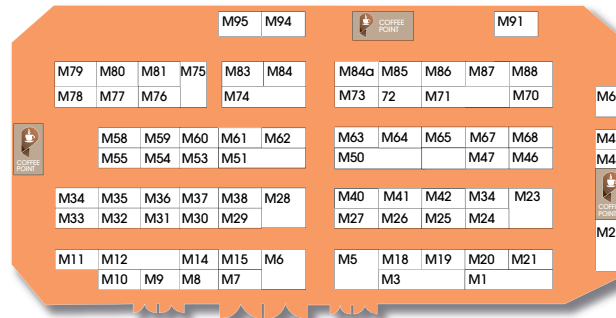 M95 M94 COFFEE POINT M91
M79 M80 M81 M75 M83 M84 M84a M85 M86 M87 M88
M78 M77 M76 M74 M73 72 M71 M70
M58 M59 M60 M61 M62 M63 M64 M65 M67 M68
M55 M54 M53 M51 M50 M47 M46
COFFEE POINT
COFFEE POINT
M34 M35 M36 M37 M38 M28 M40 M41 M42 M34 M23
M33 M32 M31 M30 M29 M27 M26 M25 M24
M11 M12 M14 M15 M6 M5 M18 M19 M20 M21
M10 M9 M8 M7 M3 M1